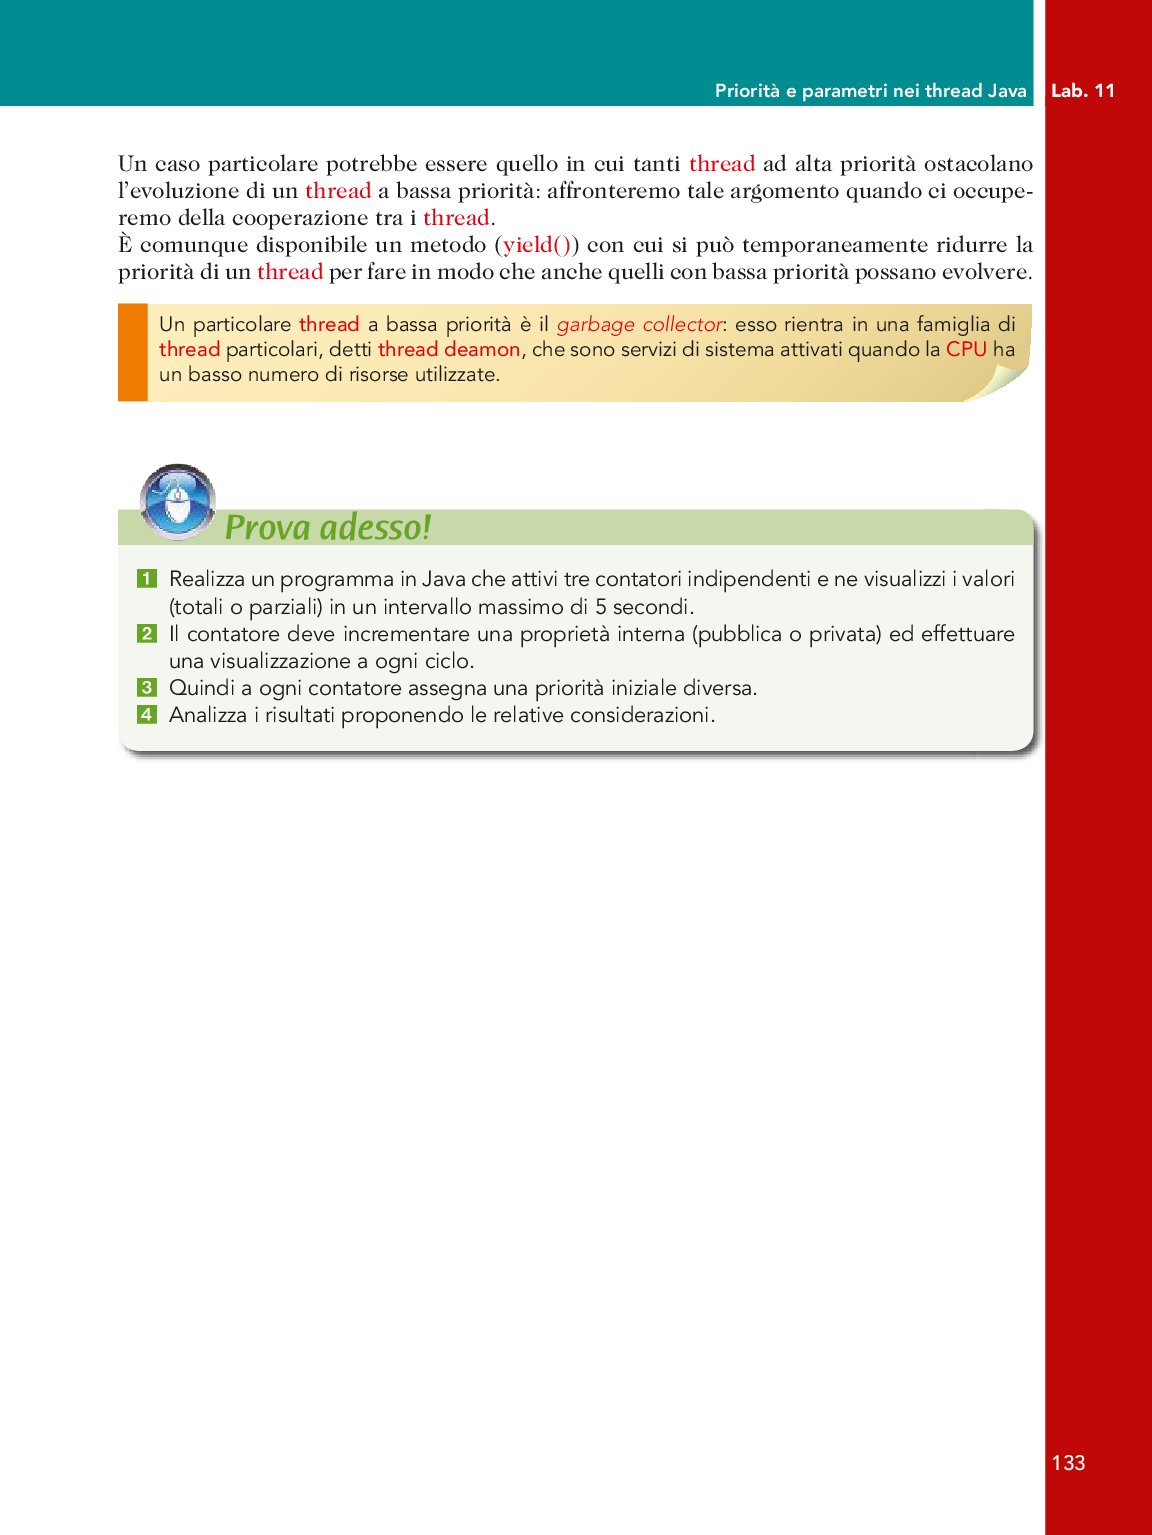 Priorità e parametri nei thread Java Lab. 11
Un caso particolare potrebbe essere quello in cui tanti thread ad alta priorità ostacolano
l'evoluzione di un thread a bassa priorità: affronteremo tale argomento quando ci occupe-
remo della cooperazione tra i thread.
È comunque disponibile un metodo (yield()) con cui si può temporaneamente ridurre la
priorità di un thread per fare in modo che anche quelli con bassa priorità possano evolvere.
Un particolare thread a bassa priorità è il garbage collector: esso rientra in una famiglia di
thread particolari, detti thread deamon, che sono servizi di sistema attivati quando la CPU ha
un basso numero di risorse utilizzate.
Prova adesso!
1 Realizza un programma in Java che attivi tre contatori indipendenti e ne visualizzi i valori
(totali o parziali) in un intervallo massimo di 5 secondi.
2 Il contatore deve incrementare una proprietà interna (pubblica o privata) ed effettuare
una visualizzazione a ogni ciclo.
3 Quindi a ogni contatore assegna una priorità iniziale diversa.
4 Analizza i risultati proponendo le relative considerazioni.
133